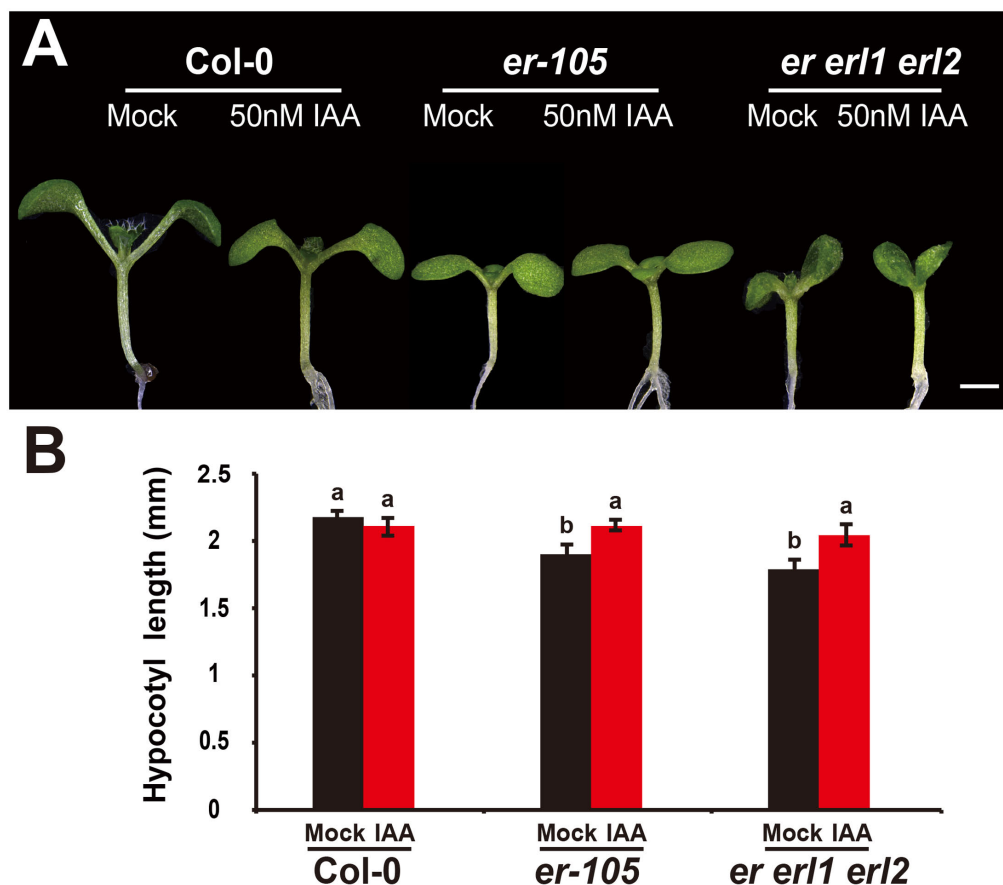 A
Col-0 er-105 er erl1 erl2
Mock 50nM IAA Mock 50nM IAA Mock 50nM IAA
B
Hypocotyl length (mm)
2.5
2
1.5
1
0.5
0
a a b a b a
Mock IAA Mock IAA Mock IAA
Col-0 er-105 er erl1 erl2